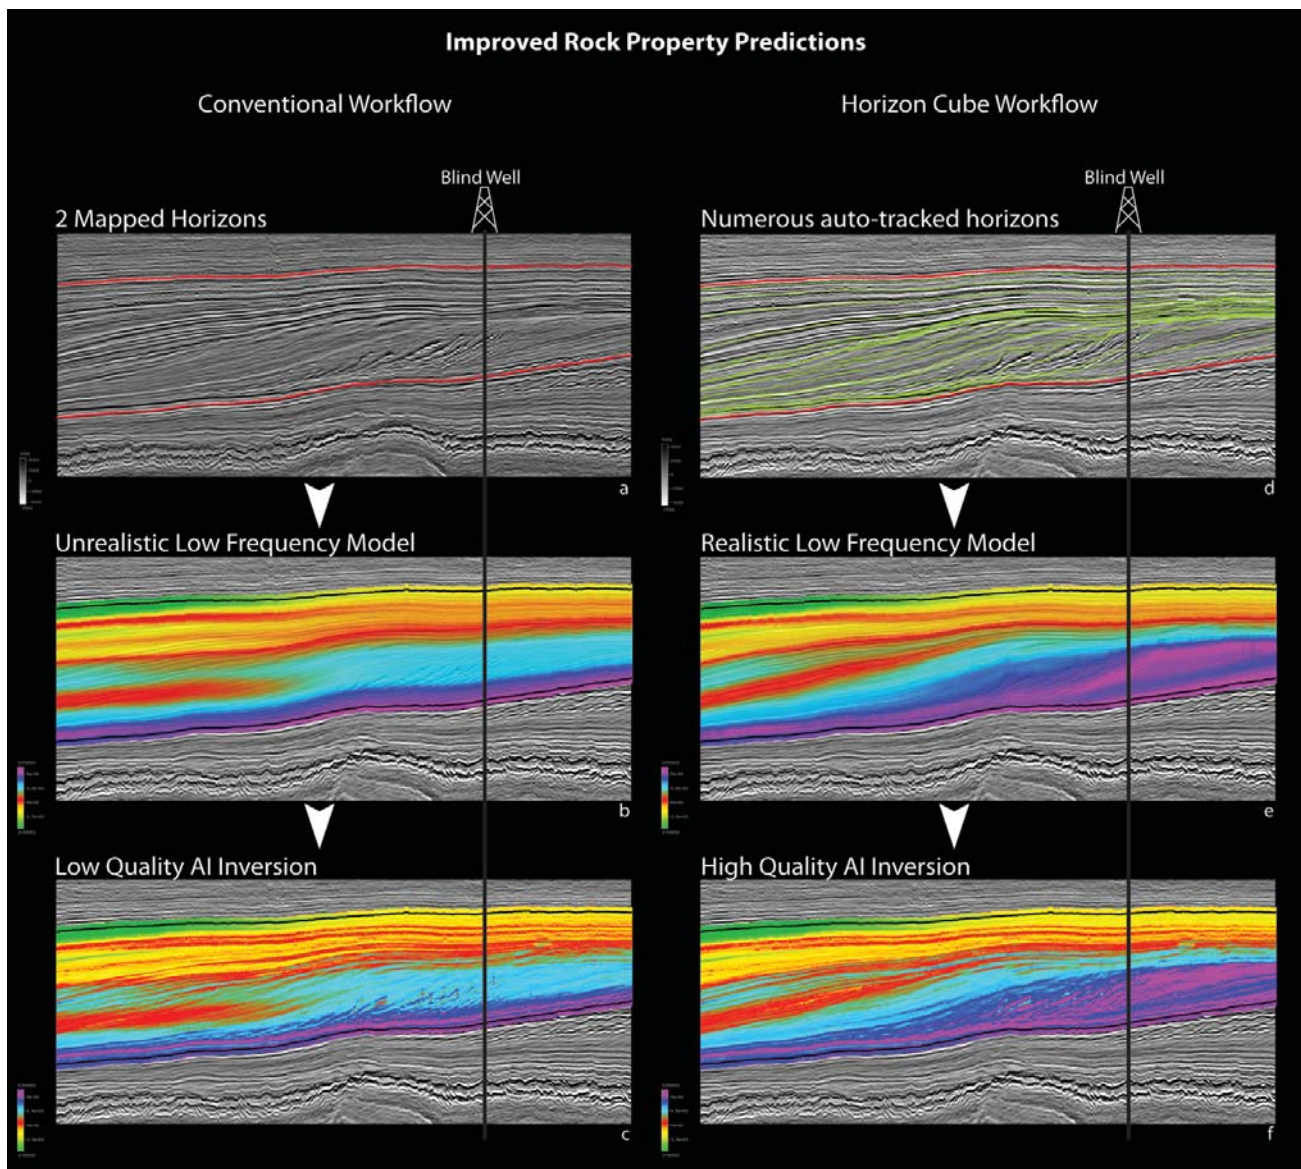 Improved Rock Property Predictions
Conventional Workflow
Horizon Cube Workflow
Blind Well
Blind Well
2 Mapped Horizons
Numerous auto-tracked horizons
a
d
Unrealistic Low Frequency Model
Realistic Low Frequency Model
b
e
Low Quality AI Inversion
High Quality AI Inversion
c
f